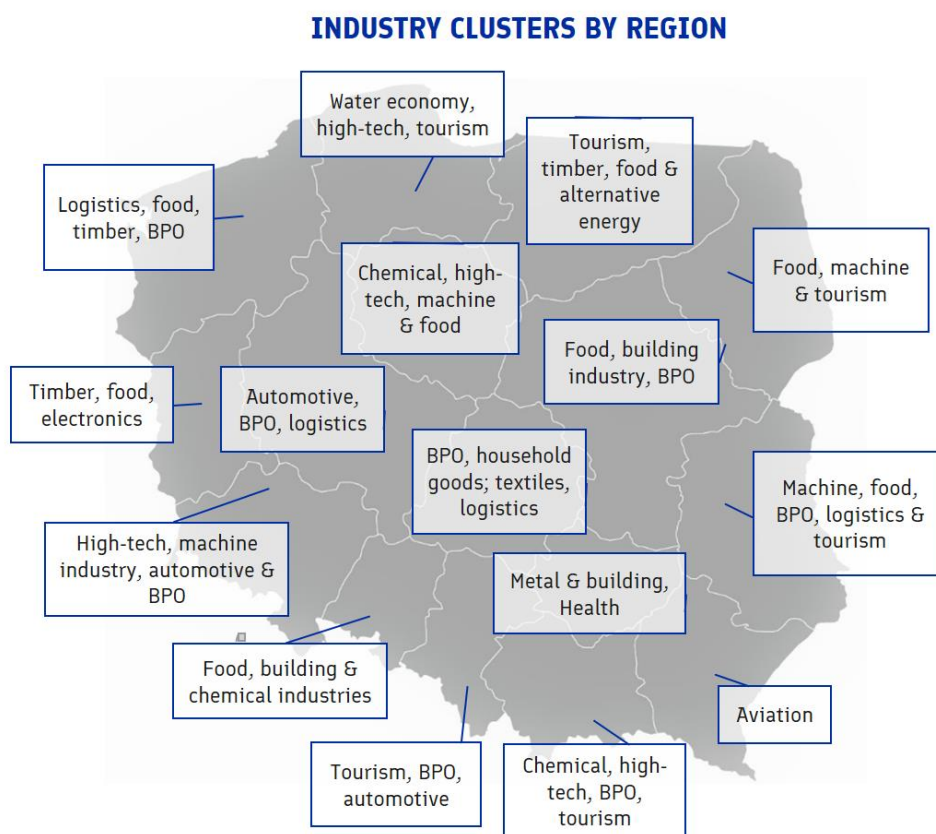 INDUSTRY CLUSTERS BY REGION
Water economy,
high-tech, tourism
Tourism,
timber, food &
alternative
energy
Logistics, food,
timber, BPO
Chemical, high-
tech, machine
& food
Food, machine
& tourism
Food, building
industry, BPO
Timber, food,
electronics
Automotive,
BPO, logistics
BPO, household
goods; textiles,
logistics
Machine, food,
BPO, logistics &
tourism
High-tech, machine
industry, automotive &
BPO
Metal & building,
Health
Food, building &
chemical industries
Aviation
Tourism, BPO,
automotive
Chemical, high-
tech, BPO,
tourism